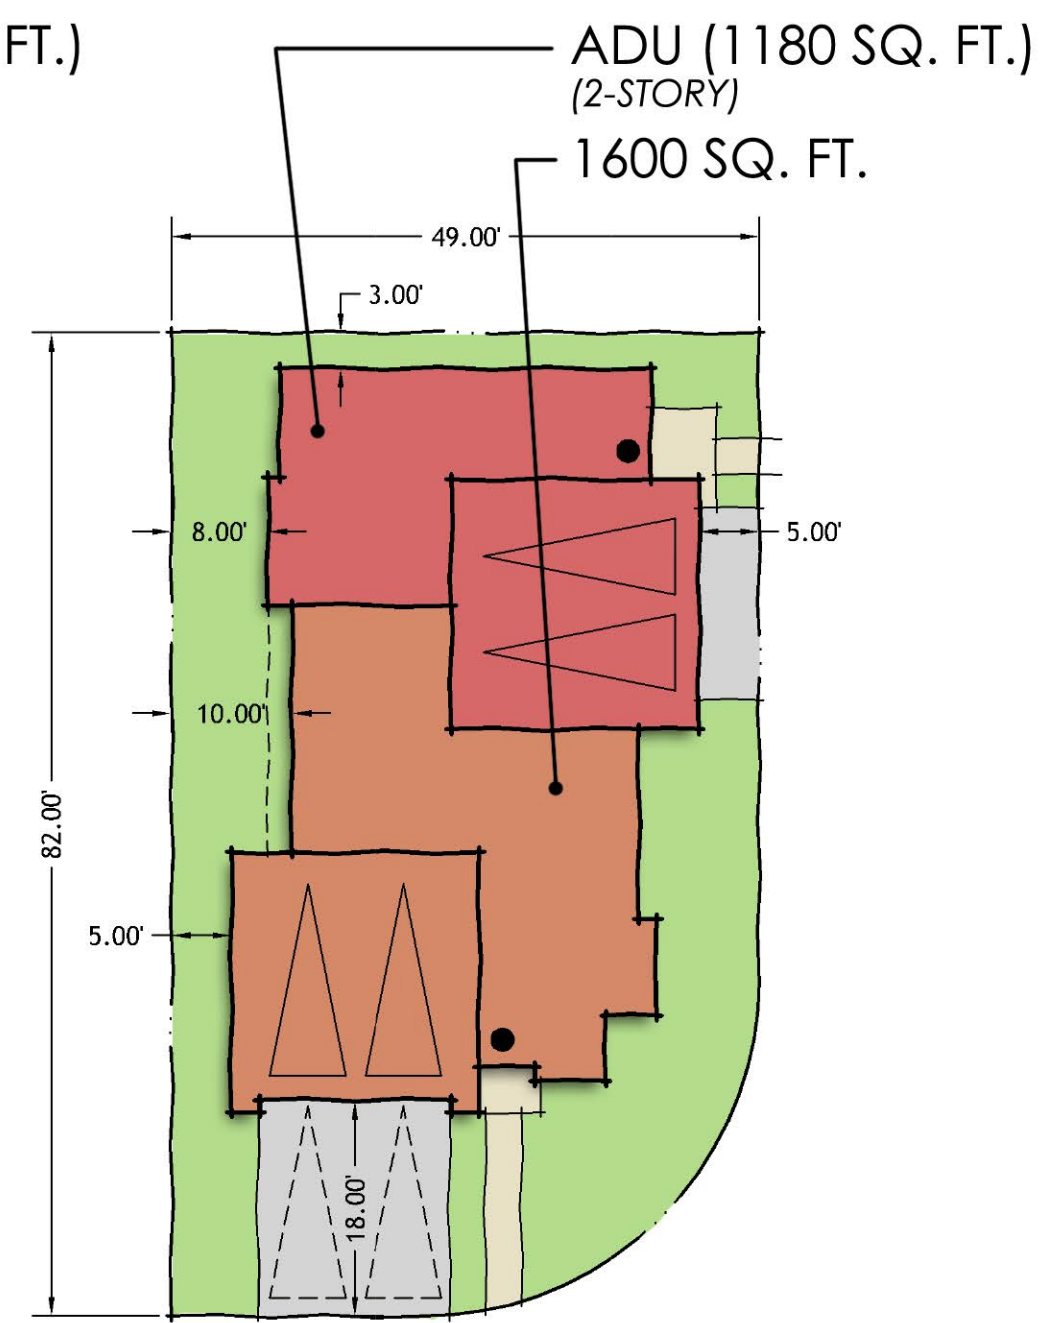 FT.)
ADU (1180 SQ. FT.)
(2-STORY)
1600 SQ. FT.
49.00'
3.00'
8.00'
5.00'
10.00'
82.00'
5.00'
18.00'